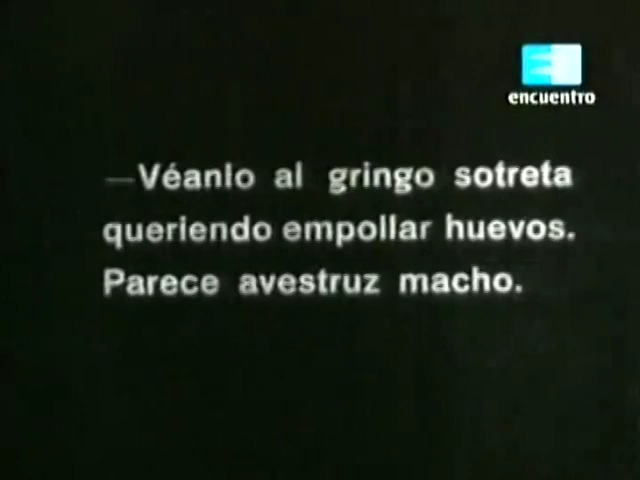 encuentro
—Véanlo al gringo sotreta
queriendo empollar huevos.
Parece avestruz macho.